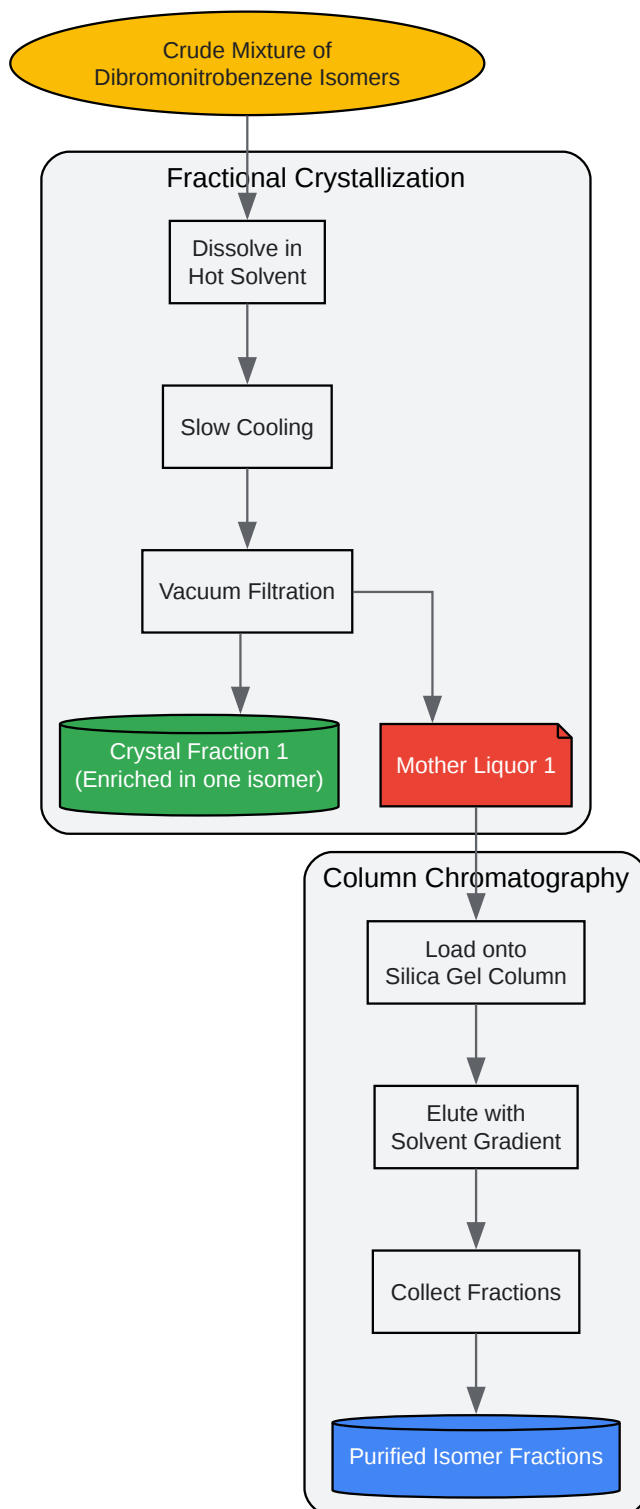 Crude Mixture of
Dibromonitrobenzene Isomers
Fractional Crystallization
Dissolve in
Hot Solvent
Slow Cooling
Vacuum Filtration
Crystal Fraction 1
(Enriched in one isomer)
Mother Liquor 1
Column Chromatography
Load onto
Silica Gel Column
Elute with
Solvent Gradient
Collect Fractions
Purified Isomer Fractions